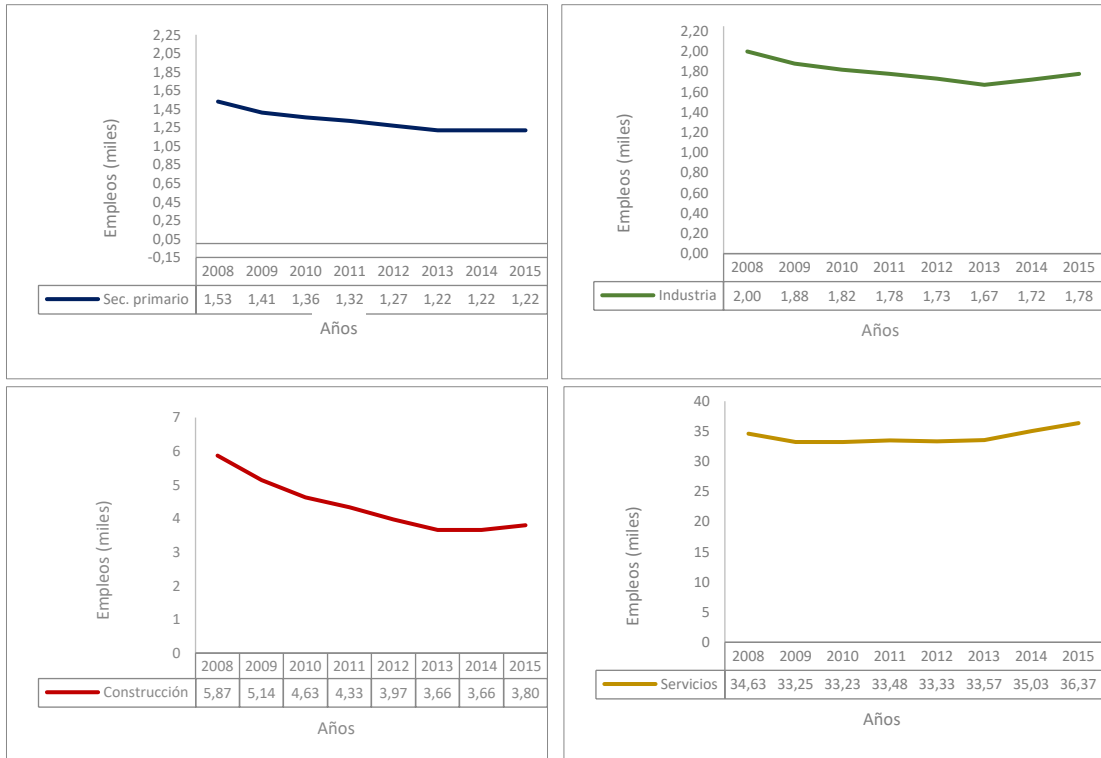 Empleos (miles)
2,25
2,05
1,85
1,65
1,45
1,25
1,05
0,85
0,65
0,45
0,25
0,05
-0,15
2008 2009 2010 2011 2012 2013 2014 2015
Sec. primario 1,53 1,41 1,36 1,32 1,27 1,22 1,22 1,22
Años
Empleos (miles)
2,20
2,00
1,80
1,60
1,40
1,20
1,00
0,80
0,60
0,40
0,20
0,00
2008 2009 2010 2011 2012 2013 2014 2015
Industria 2,00 1,88 1,82 1,78 1,73 1,67 1,72 1,78
Años
Empleos (miles)
7
6
5
4
3
2
1
0
2008 2009 2010 2011 2012 2013 2014 2015
Construcción 5,87 5,14 4,63 4,33 3,97 3,66 3,66 3,80
Años
Empleos (miles)
40
35
30
25
20
15
10
5
0
2008 2009 2010 2011 2012 2013 2014 2015
Servicios 34,63 33,25 33,23 33,48 33,33 33,57 35,03 36,37
Años